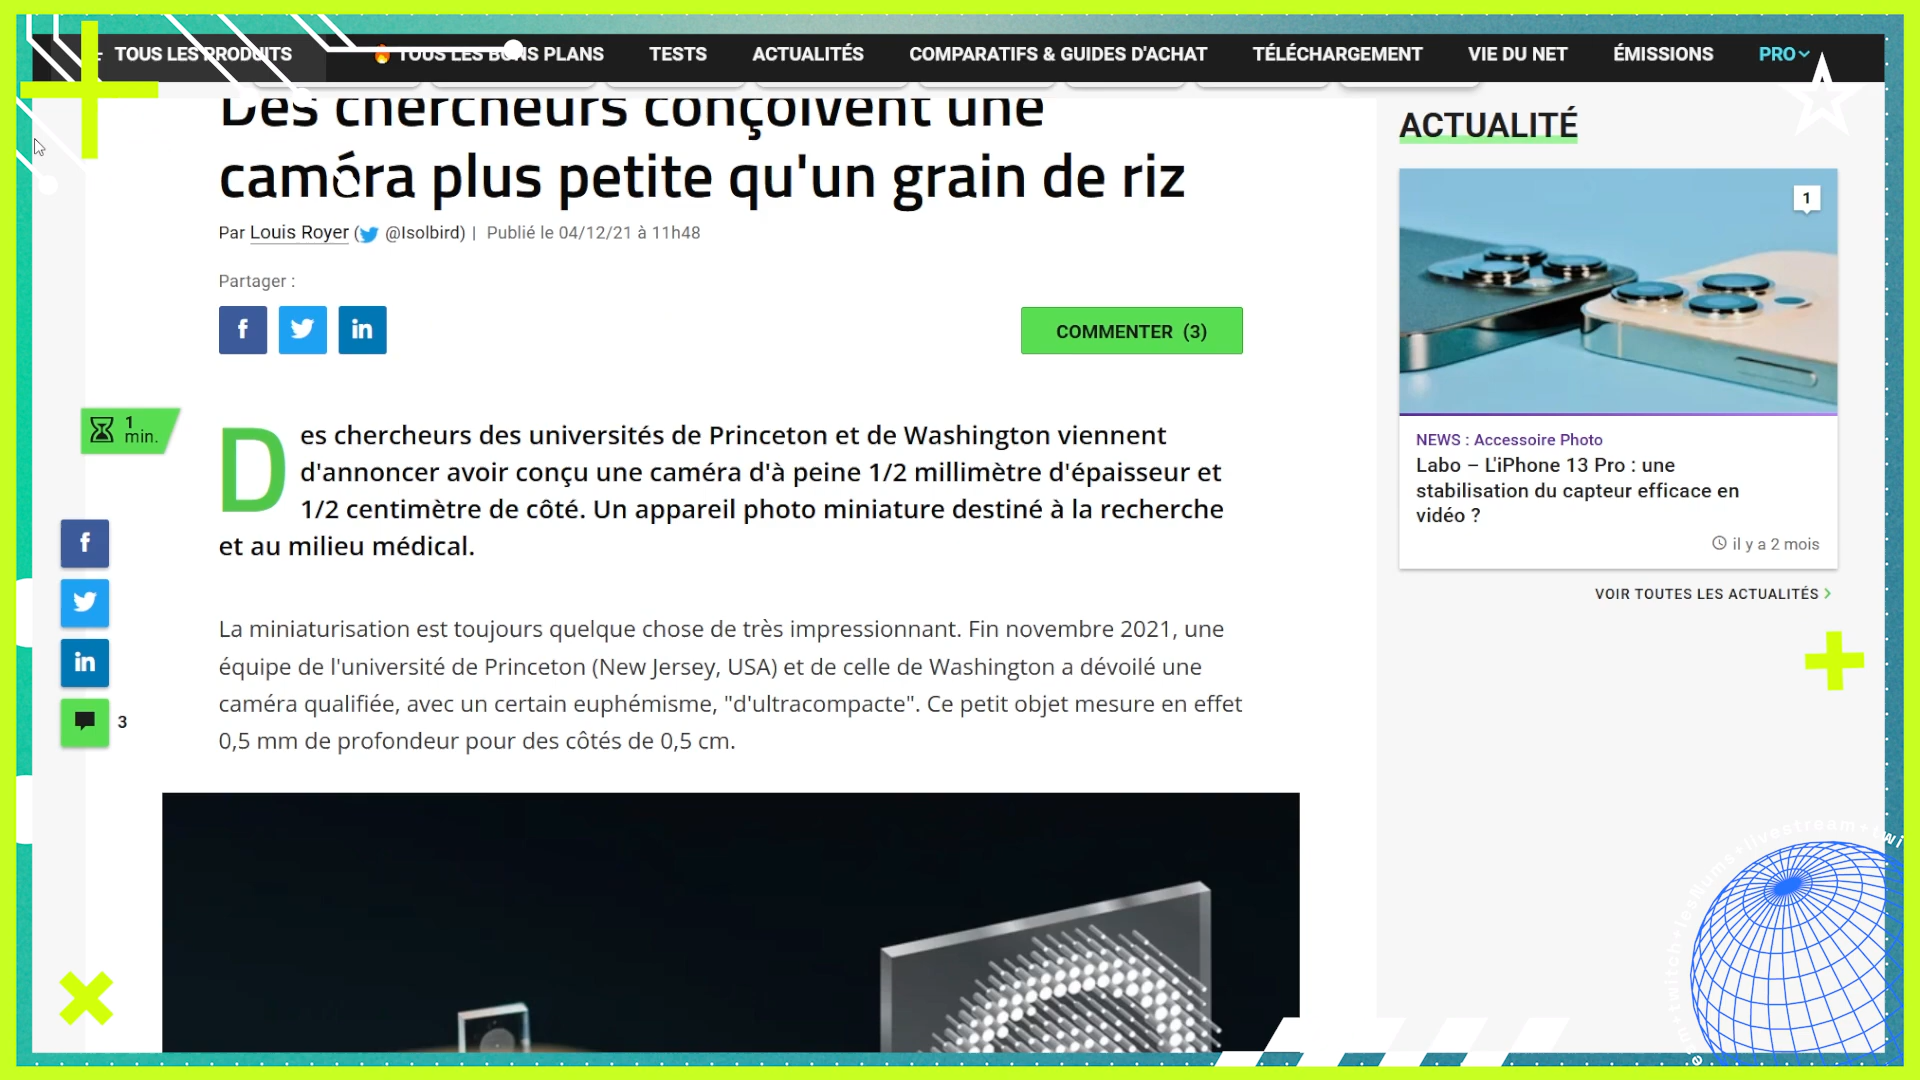 TOUS LES PRODUITS
TOUS LES BONS PLANS
TESTS
ACTUALITÉS
COMPARATIFS & GUIDES D'ACHAT
TÉLÉCHARGEMENT
VIE DU NET
ÉMISSIONS
PRO
Des chercheurs conçoivent une
caméra plus petite qu'un grain de riz
Par Louis Royer ( @Isolbird) | Publié le 04/12/21 à 11h48
Partager :
COMMENTER (3)
1
min.
Des chercheurs des universités de Princeton et de Washington viennent
d'annoncer avoir conçu une caméra d'à peine 1/2 millimètre d'épaisseur et
1/2 centimètre de côté. Un appareil photo miniature destiné à la recherche
et au milieu médical.
3
La miniaturisation est toujours quelque chose de très impressionnant. Fin novembre 2021, une
équipe de l'université de Princeton (New Jersey, USA) et de celle de Washington a dévoilé une
caméra qualifiée, avec un certain euphémisme, "d'ultracompacte". Ce petit objet mesure en effet
0,5 mm de profondeur pour des côtés de 0,5 cm.
ACTUALITÉ
1
NEWS : Accessoire Photo
Labo – L'iPhone 13 Pro : une
stabilisation du capteur efficace en
vidéo ?
il y a 2 mois
VOIR TOUTES LES ACTUALITÉS
twitch+lesNums+livestream+twi